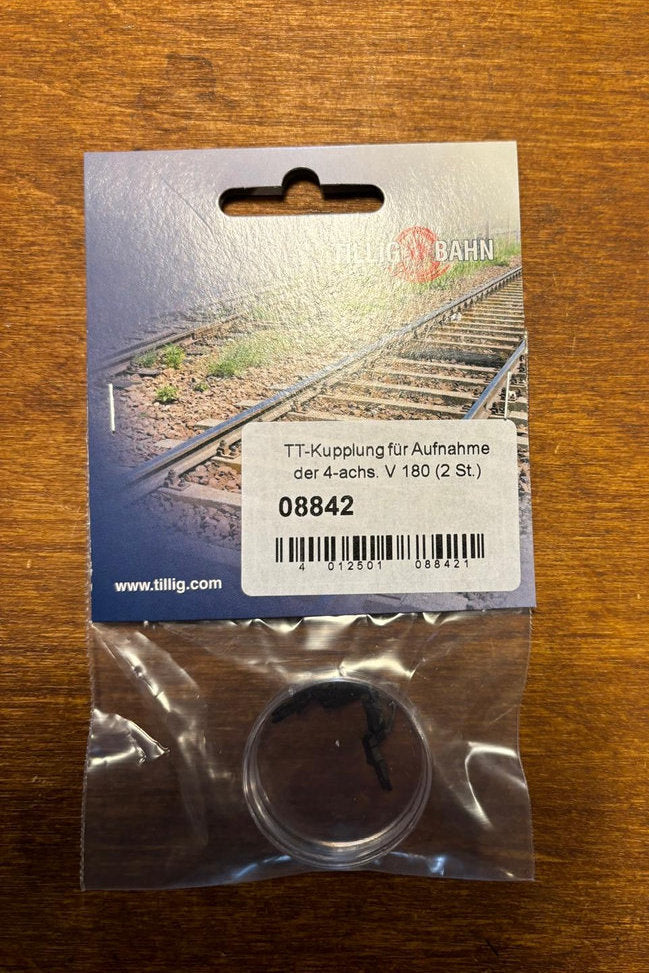 TILLIG BAHN
TT-Kupplung für Aufnahme
der 4-achs. V 180 (2 St.)
08842
4 012501 088421
www.tillig.com